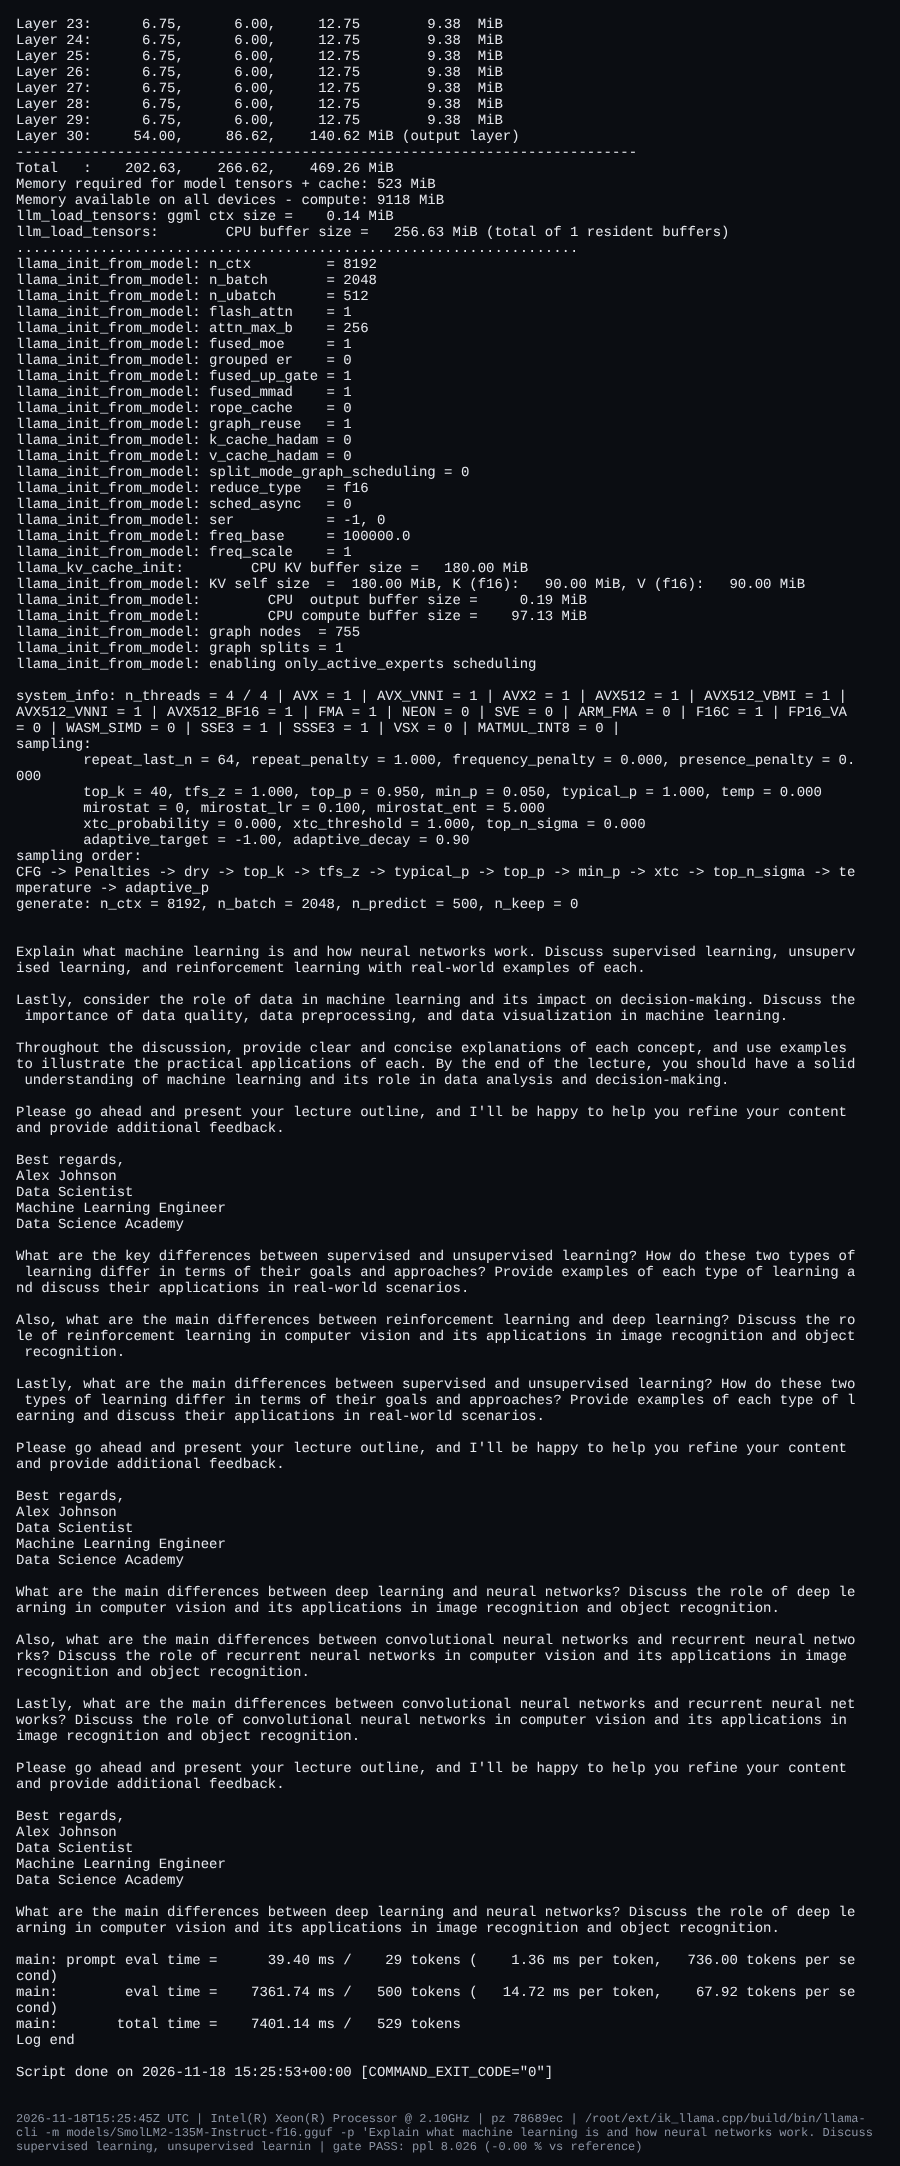 Layer 23:      6.75,      6.00,     12.75        9.38  MiB
Layer 24:      6.75,      6.00,     12.75        9.38  MiB
Layer 25:      6.75,      6.00,     12.75        9.38  MiB
Layer 26:      6.75,      6.00,     12.75        9.38  MiB
Layer 27:      6.75,      6.00,     12.75        9.38  MiB
Layer 28:      6.75,      6.00,     12.75        9.38  MiB
Layer 29:      6.75,      6.00,     12.75        9.38  MiB
Layer 30:     54.00,     86.62,    140.62 MiB (output layer)
--------------------------------------------------------------------------
Total   :    202.63,    266.62,    469.26 MiB
Memory required for model tensors + cache: 523 MiB
Memory available on all devices - compute: 9118 MiB
llm_load_tensors: ggml ctx size =    0.14 MiB
llm_load_tensors:        CPU buffer size =   256.63 MiB (total of 1 resident buffers)
...................................................................
llama_init_from_model: n_ctx         = 8192
llama_init_from_model: n_batch       = 2048
llama_init_from_model: n_ubatch      = 512
llama_init_from_model: flash_attn    = 1
llama_init_from_model: attn_max_b    = 256
llama_init_from_model: fused_moe     = 1
llama_init_from_model: grouped er    = 0
llama_init_from_model: fused_up_gate = 1
llama_init_from_model: fused_mmad    = 1
llama_init_from_model: rope_cache    = 0
llama_init_from_model: graph_reuse   = 1
llama_init_from_model: k_cache_hadam = 0
llama_init_from_model: v_cache_hadam = 0
llama_init_from_model: split_mode_graph_scheduling = 0
llama_init_from_model: reduce_type   = f16
llama_init_from_model: sched_async   = 0
llama_init_from_model: ser           = -1, 0
llama_init_from_model: freq_base     = 100000.0
llama_init_from_model: freq_scale    = 1
llama_kv_cache_init:        CPU KV buffer size =   180.00 MiB
llama_init_from_model: KV self size  =  180.00 MiB, K (f16):   90.00 MiB, V (f16):   90.00 MiB
llama_init_from_model:        CPU  output buffer size =     0.19 MiB
llama_init_from_model:        CPU compute buffer size =    97.13 MiB
llama_init_from_model: graph nodes  = 755
llama_init_from_model: graph splits = 1
llama_init_from_model: enabling only_active_experts scheduling

system_info: n_threads = 4 / 4 | AVX = 1 | AVX_VNNI = 1 | AVX2 = 1 | AVX512 = 1 | AVX512_VBMI = 1 |
AVX512_VNNI = 1 | AVX512_BF16 = 1 | FMA = 1 | NEON = 0 | SVE = 0 | ARM_FMA = 0 | F16C = 1 | FP16_VA
= 0 | WASM_SIMD = 0 | SSE3 = 1 | SSSE3 = 1 | VSX = 0 | MATMUL_INT8 = 0 |
sampling:
        repeat_last_n = 64, repeat_penalty = 1.000, frequency_penalty = 0.000, presence_penalty = 0.
000
        top_k = 40, tfs_z = 1.000, top_p = 0.950, min_p = 0.050, typical_p = 1.000, temp = 0.000
        mirostat = 0, mirostat_lr = 0.100, mirostat_ent = 5.000
        xtc_probability = 0.000, xtc_threshold = 1.000, top_n_sigma = 0.000
        adaptive_target = -1.00, adaptive_decay = 0.90
sampling order:
CFG -> Penalties -> dry -> top_k -> tfs_z -> typical_p -> top_p -> min_p -> xtc -> top_n_sigma -> te
mperature -> adaptive_p
generate: n_ctx = 8192, n_batch = 2048, n_predict = 500, n_keep = 0

Explain what machine learning is and how neural networks work. Discuss supervised learning, unsuperv
ised learning, and reinforcement learning with real-world examples of each.

Lastly, consider the role of data in machine learning and its impact on decision-making. Discuss the
 importance of data quality, data preprocessing, and data visualization in machine learning.

Throughout the discussion, provide clear and concise explanations of each concept, and use examples
to illustrate the practical applications of each. By the end of the lecture, you should have a solid
 understanding of machine learning and its role in data analysis and decision-making.

Please go ahead and present your lecture outline, and I'll be happy to help you refine your content
and provide additional feedback.

Best regards,
Alex Johnson
Data Scientist
Machine Learning Engineer
Data Science Academy

What are the key differences between supervised and unsupervised learning? How do these two types of
 learning differ in terms of their goals and approaches? Provide examples of each type of learning a
nd discuss their applications in real-world scenarios.

Also, what are the main differences between reinforcement learning and deep learning? Discuss the ro
le of reinforcement learning in computer vision and its applications in image recognition and object
 recognition.

Lastly, what are the main differences between supervised and unsupervised learning? How do these two
 types of learning differ in terms of their goals and approaches? Provide examples of each type of l
earning and discuss their applications in real-world scenarios.

Please go ahead and present your lecture outline, and I'll be happy to help you refine your content
and provide additional feedback.

Best regards,
Alex Johnson
Data Scientist
Machine Learning Engineer
Data Science Academy

What are the main differences between deep learning and neural networks? Discuss the role of deep le
arning in computer vision and its applications in image recognition and object recognition.

Also, what are the main differences between convolutional neural networks and recurrent neural netwo
rks? Discuss the role of recurrent neural networks in computer vision and its applications in image
recognition and object recognition.

Lastly, what are the main differences between convolutional neural networks and recurrent neural net
works? Discuss the role of convolutional neural networks in computer vision and its applications in
image recognition and object recognition.

Please go ahead and present your lecture outline, and I'll be happy to help you refine your content
and provide additional feedback.

Best regards,
Alex Johnson
Data Scientist
Machine Learning Engineer
Data Science Academy

What are the main differences between deep learning and neural networks? Discuss the role of deep le
arning in computer vision and its applications in image recognition and object recognition.

main: prompt eval time =      39.40 ms /    29 tokens (    1.36 ms per token,   736.00 tokens per se
cond)
main:        eval time =    7361.74 ms /   500 tokens (   14.72 ms per token,    67.92 tokens per se
cond)
main:       total time =    7401.14 ms /   529 tokens
Log end

Script done on 2026-11-18 15:25:53+00:00 [COMMAND_EXIT_CODE="0"]

2026-11-18T15:25:45Z UTC | Intel(R) Xeon(R) Processor @ 2.10GHz | pz 78689ec | /root/ext/ik_llama.cpp/build/bin/llama-
cli -m models/SmolLM2-135M-Instruct-f16.gguf -p 'Explain what machine learning is and how neural networks work. Discuss
supervised learning, unsupervised learnin | gate PASS: ppl 8.026 (-0.00 % vs reference)